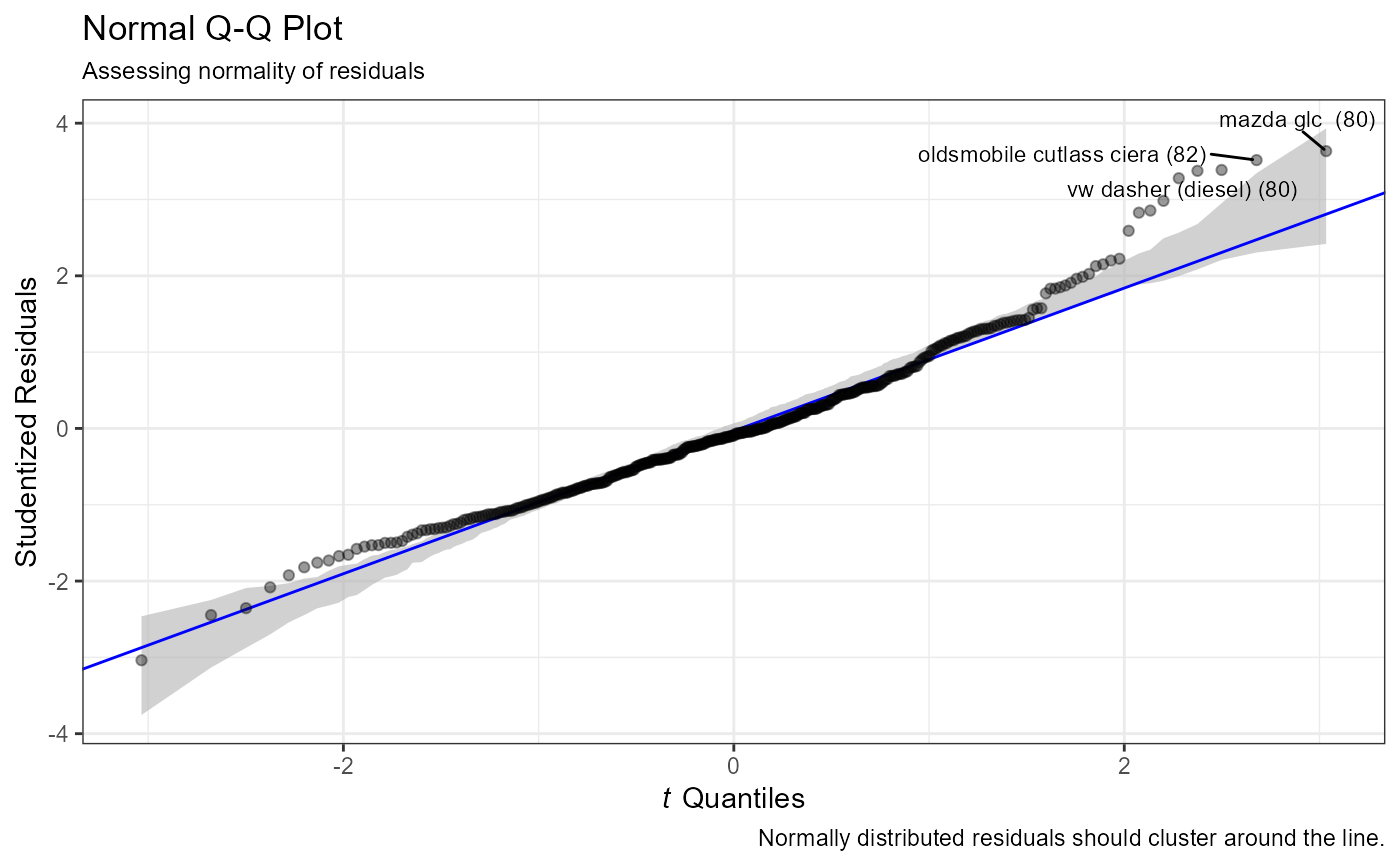 Normal Q-Q Plot
Assessing normality of residuals
Studentized Residuals
4
2
0
-2
-4
mazda glc  (80)
oldsmobile cutlass ciera (82)
vw dasher (diesel) (80)
-2
0
2
t Quantiles
Normally distributed residuals should cluster around the line.